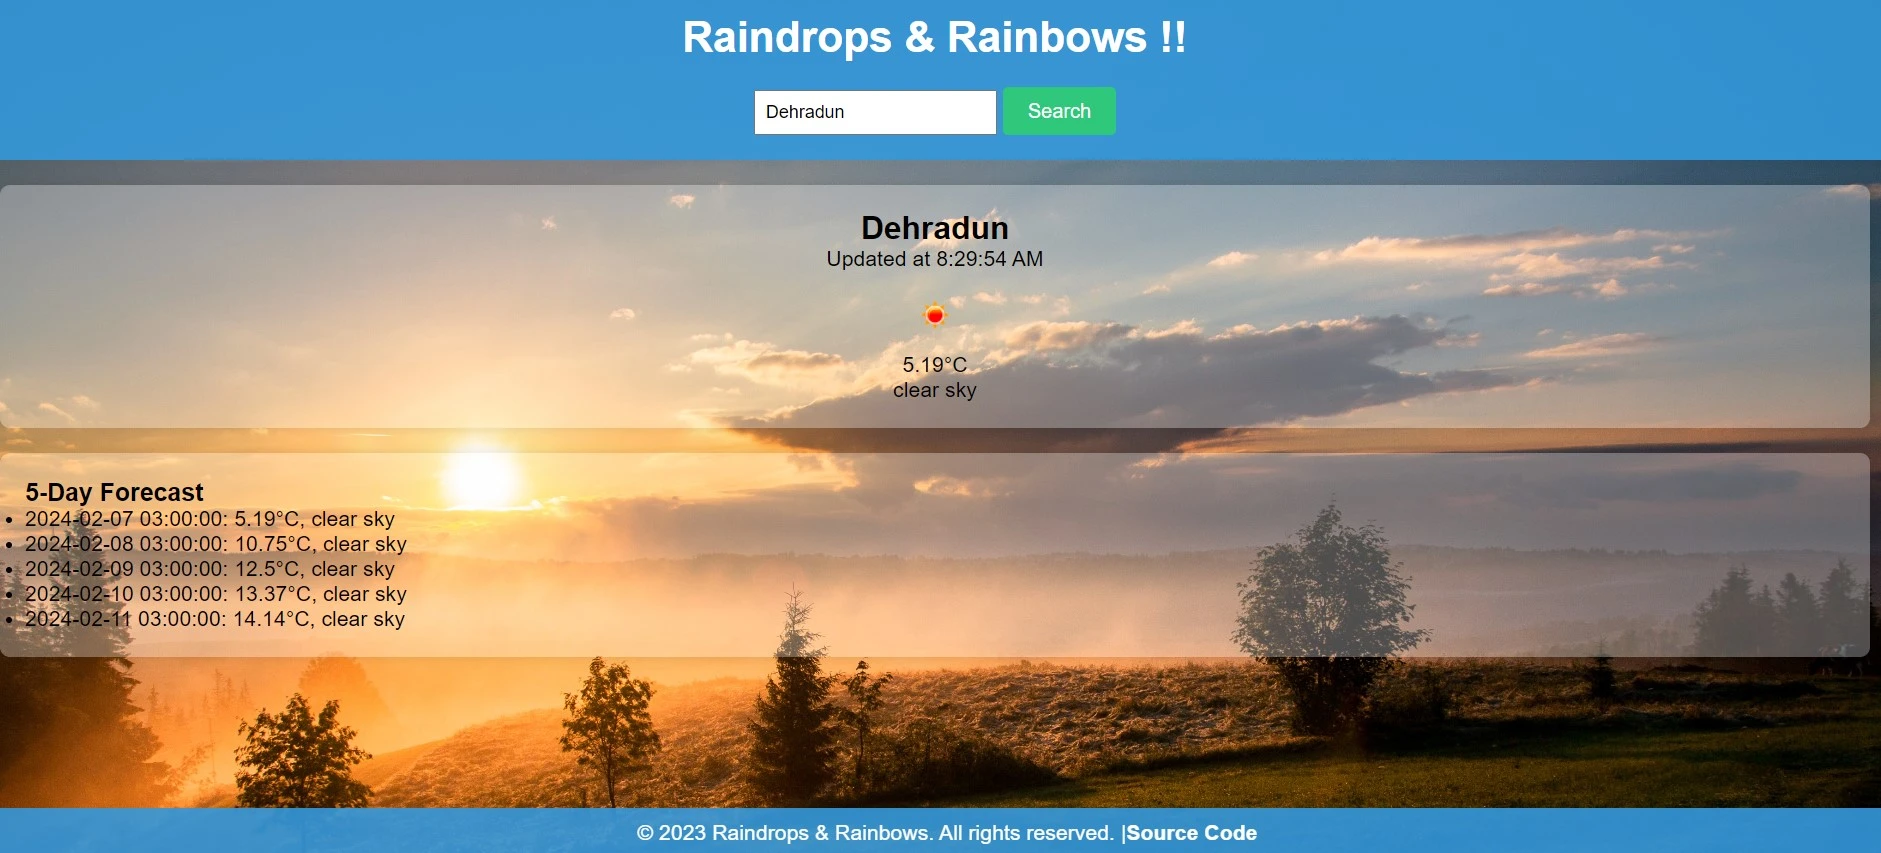 Raindrops & Rainbows !!
Dehradun
Search
Dehradun
Updated at 8:29:54 AM
5.19°C
clear sky
5-Day Forecast
2024-02-07 03:00:00: 5.19°C, clear sky
2024-02-08 03:00:00: 10.75°C, clear sky
2024-02-09 03:00:00: 12.5°C, clear sky
2024-02-10 03:00:00: 13.37°C, clear sky
2024-02-11 03:00:00: 14.14°C, clear sky
© 2023 Raindrops & Rainbows. All rights reserved. |Source Code